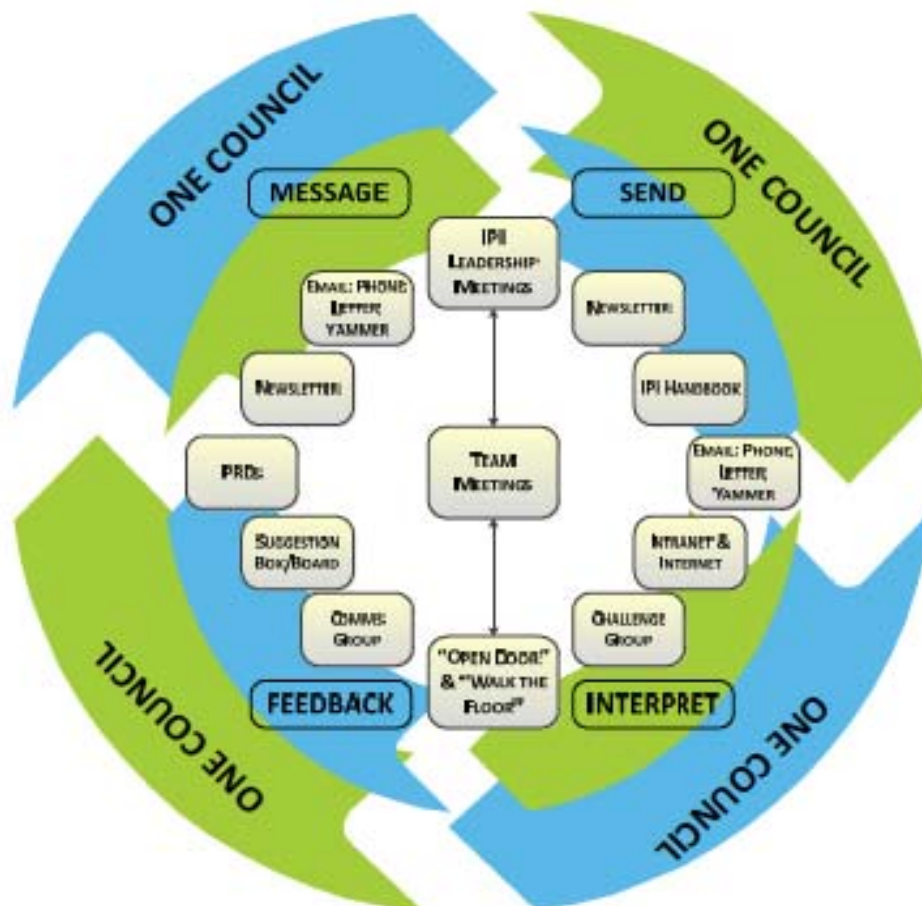 ONE COUNCIL
ONE COUNCIL
MESSAGE
SEND
IPI
LEADERSHIP
MEETINGS
EMAIL, PHONE,
LETTER,
YAMMER
NEWSLETTER
NEWSLETTER
IPI HANDBOOK
PRDS
TEAM
MEETINGS
EMAIL, PHONE,
LETTER,
YAMMER
SUGGESTION
BOX/BOARD
INTRANET &
INTERNET
COMMS
GROUP
CHALLENGE
GROUP
"OPEN DOOR"
& "WALK THE
FLOOR"
FEEDBACK
INTERPRET
ONE COUNCIL
ONE COUNCIL